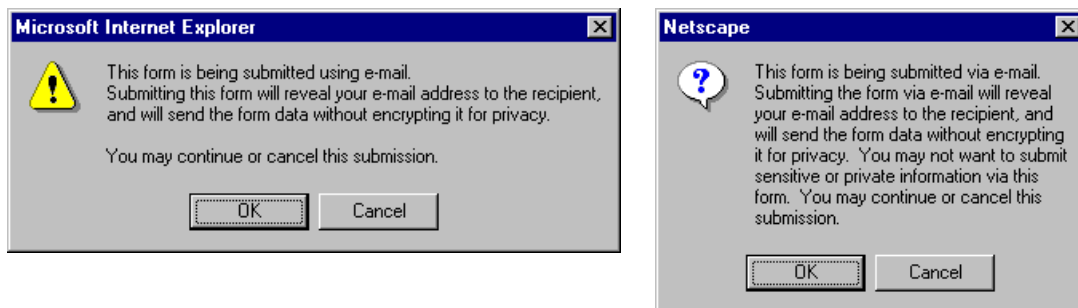 Microsoft Internet Explorer
This form is being submitted using e-mail.
Submitting this form will reveal your e-mail address to the recipient,
and will send the form data without encrypting it for privacy.
You may continue or cancel this submission.
OK
Cancel
Netscape
This form is being submitted via e-mail.
Submitting the form via e-mail will reveal
your e-mail address to the recipient, and
will send the form data without encrypting
it for privacy.  You may not want to submit
sensitive or private information via this
form.  You may continue or cancel this
submission.
OK
Cancel